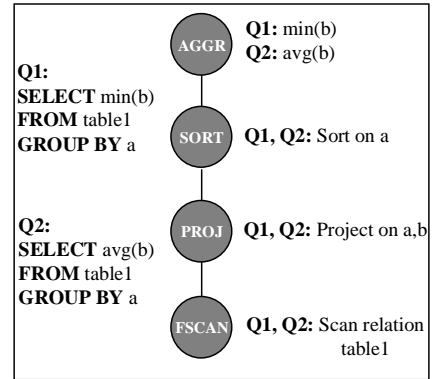 AGGR
Q1: min(b)
Q2: avg(b)
Q1:
SELECT min(b)
FROM table1
GROUP BY a
SORT
Q1, Q2: Sort on a
Q2:
SELECT avg(b)
FROM table1
GROUP BY a
PROJ
Q1, Q2: Project on a,b
FSCAN
Q1, Q2: Scan relation
table1